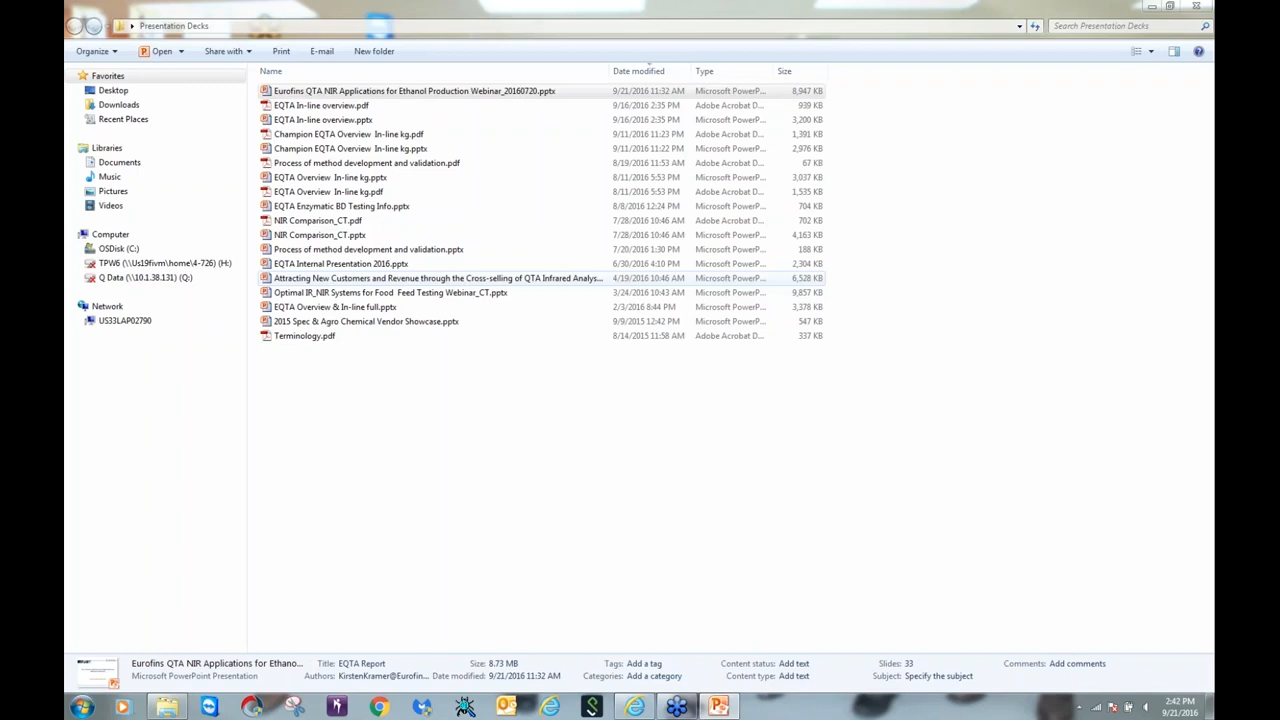 Presentation Decks
Search Presentation Decks
Organize
Open
Share with
Print
E-mail
New folder
Name
Date modified
Type
Size
Favorites
Desktop
Downloads
Recent Places
Libraries
Documents
Music
Pictures
Videos
Computer
OSDisk (C:)
TPW6 (\\Us19fivm\home\4-726) (H:)
Q Data (\\10.1.38.131) (Q:)
Network
US33LAP02790
Eurofins QTA NIR Applications for Ethanol Production Webinar_20160720.pptx 9/21/2016 11:32 AM Microsoft PowerP... 8,947 KB
EQTA In-line overview.pdf 9/16/2016 2:35 PM Adobe Acrobat D... 939 KB
EQTA In-line overview.pptx 9/16/2016 2:35 PM Microsoft PowerP... 3,200 KB
Champion EQTA Overview In-line kg.pdf 9/11/2016 11:23 PM Adobe Acrobat D... 1,391 KB
Champion EQTA Overview In-line kg.pptx 9/11/2016 11:22 PM Microsoft PowerP... 2,976 KB
Process of method development and validation.pdf 8/19/2016 11:53 AM Adobe Acrobat D... 67 KB
EQTA Overview In-line kg.pptx 8/11/2016 5:53 PM Microsoft PowerP... 3,037 KB
EQTA Overview In-line kg.pdf 8/11/2016 5:53 PM Adobe Acrobat D... 1,535 KB
EQTA Enzymatic BD Testing Info.pptx 8/8/2016 12:24 PM Microsoft PowerP... 704 KB
NIR Comparison_CT.pdf 7/28/2016 10:46 AM Adobe Acrobat D... 702 KB
NIR Comparison_CT.pptx 7/28/2016 10:46 AM Microsoft PowerP... 4,163 KB
Process of method development and validation.pptx 7/20/2016 1:30 PM Microsoft PowerP... 188 KB
EQTA Internal Presentation 2016.pptx 6/30/2016 4:10 PM Microsoft PowerP... 2,304 KB
Attracting New Customers and Revenue through the Cross-selling of QTA Infrared Analys... 4/19/2016 10:46 AM Microsoft PowerP... 6,528 KB
Optimal IR_NIR Systems for Food Feed Testing Webinar_CT.pptx 3/24/2016 10:43 AM Microsoft PowerP... 9,857 KB
EQTA Overview & In-line full.pptx 2/3/2016 8:44 PM Microsoft PowerP... 3,378 KB
2015 Spec & Agro Chemical Vendor Showcase.pptx 9/9/2015 12:42 PM Microsoft PowerP... 547 KB
Terminology.pdf 8/14/2015 11:58 AM Adobe Acrobat D... 337 KB
Eurofins QTA NIR Applications for Ethano... Title: EQTA Report Size: 8.73 MB Tags: Add a tag Content status: Add text Slides: 33 Comments: Add comments
Microsoft PowerPoint Presentation Authors: KirstenKramer@Eurofin... Date modified: 9/21/2016 11:32 AM Categories: Add a category Content type: Add text Subject: Specify the subject
2:42 PM
9/21/2016